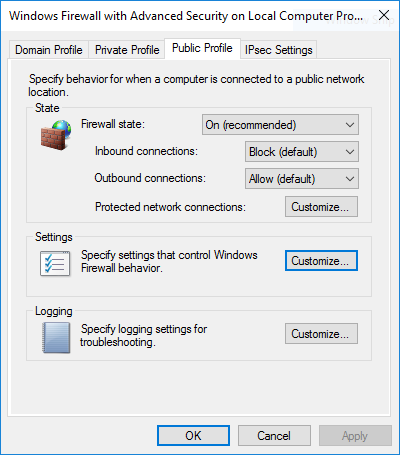 Windows Firewall with Advanced Security on Local Computer Pro...
Domain Profile Private Profile Public Profile IPsec Settings
Specify behavior for when a computer is connected to a public network
location.
State
Firewall state: On (recommended)
Inbound connections: Block (default)
Outbound connections: Allow (default)
Protected network connections: Customize...
Settings
Specify settings that control Windows
Firewall behavior.
Customize...
Logging
Specify logging settings for
troubleshooting.
Customize...
OK Cancel Apply